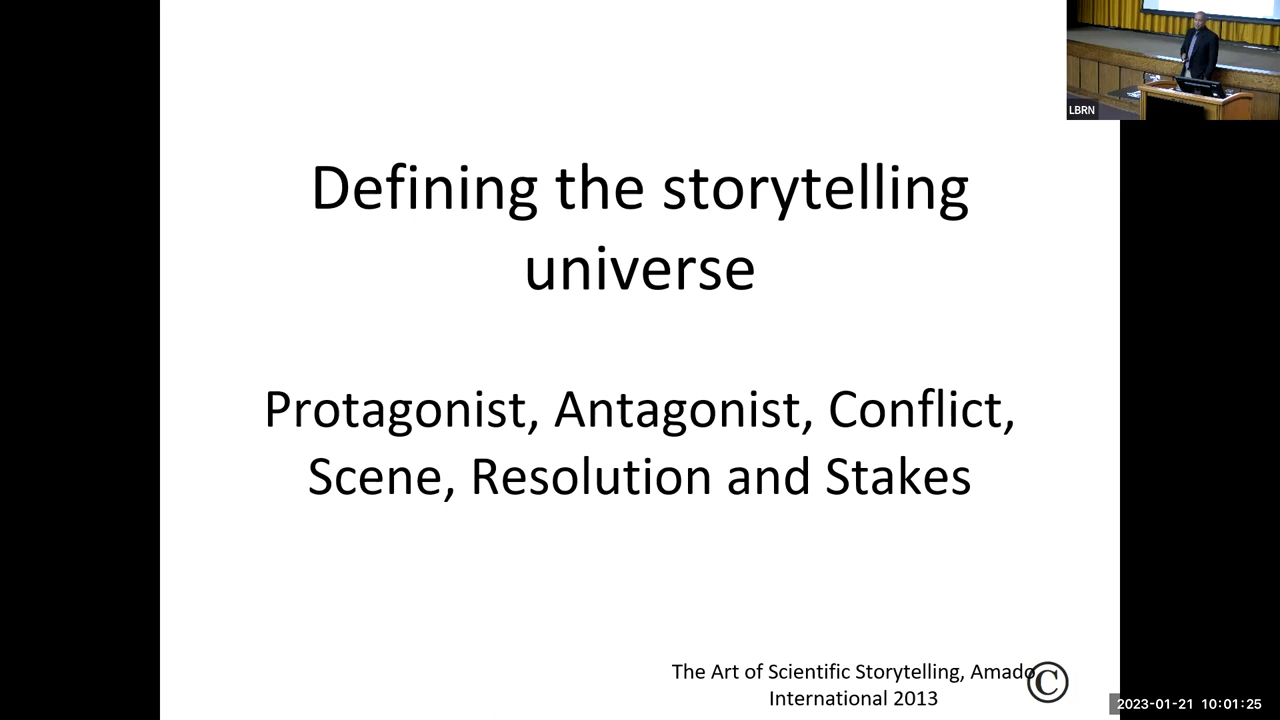 LBRN
Defining the storytelling
universe
Protagonist, Antagonist, Conflict,
Scene, Resolution and Stakes
The Art of Scientific Storytelling, Amado
International 2013
©
2023-01-21 10:01:25